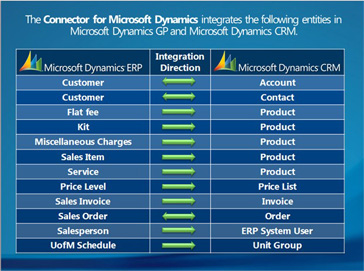 The Connector for Microsoft Dynamics integrates the following entities in
Microsoft Dynamics GP and Microsoft Dynamics CRM.
Microsoft Dynamics ERP Integration Direction Microsoft Dynamics CRM
Customer Account
Customer Contact
Flat fee Product
Kit Product
Miscellaneous Charges Product
Sales Item Product
Service Product
Price Level Price List
Sales Invoice Invoice
Sales Order Order
Salesperson ERP System User
UofM Schedule Unit Group